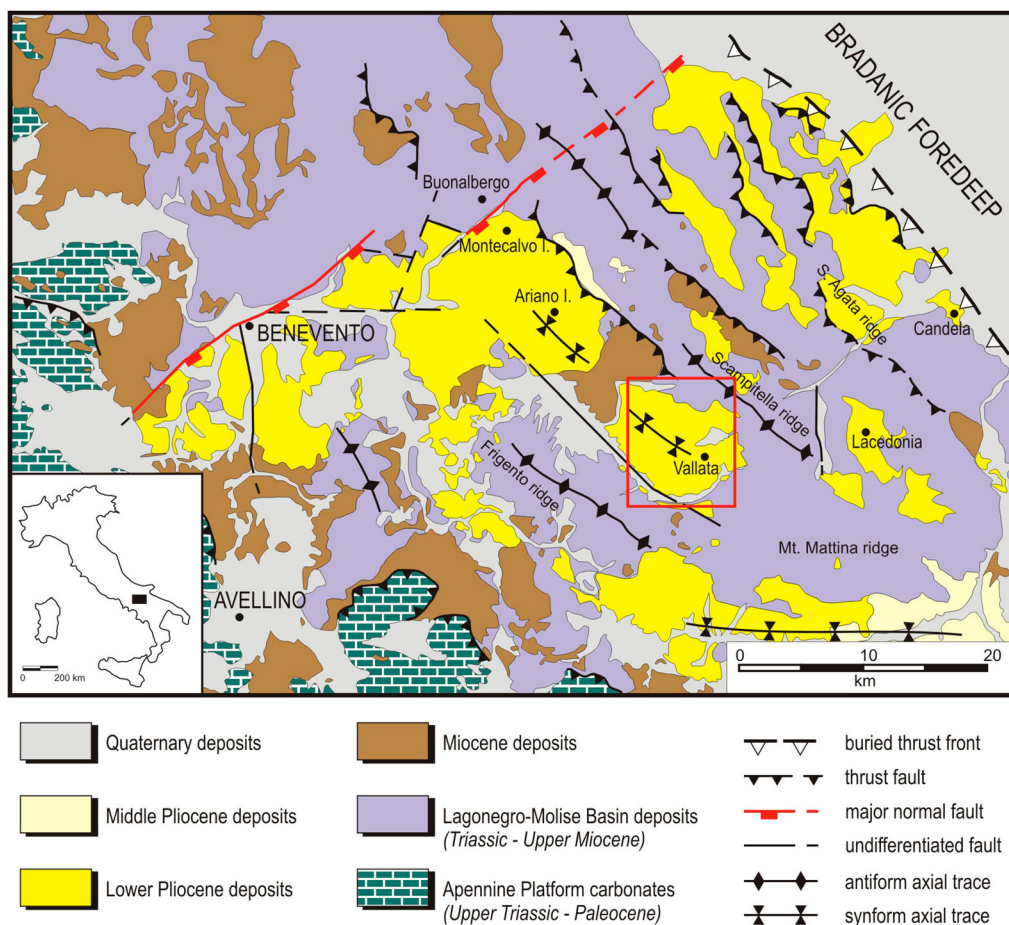 BRADANIC FOREDEEP
Buonalbergo
Montecalvo I.
Ariano I.
S. Agata ridge
Candela
BENEVENTO
Scampitella ridge
Lacedonia
Vallata
Frigento ridge
Mt. Mattina ridge
AVELLINO
0 200 km
0 10 20
km
Quaternary deposits
Middle Pliocene deposits
Lower Pliocene deposits
Miocene deposits
Lagonegro-Molise Basin deposits
(Triassic - Upper Miocene)
Apennine Platform carbonates
(Upper Triassic - Paleocene)
buried thrust front
thrust fault
major normal fault
undifferentiated fault
antiform axial trace
synform axial trace